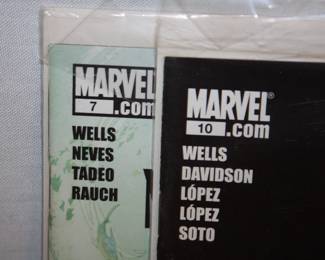 MARVEL
7
.com
WELLS
NEVES
TADEO
RAUCH
MARVEL®
10
.com
WELLS
DAVIDSON
LÓPEZ
LÓPEZ
SOTO